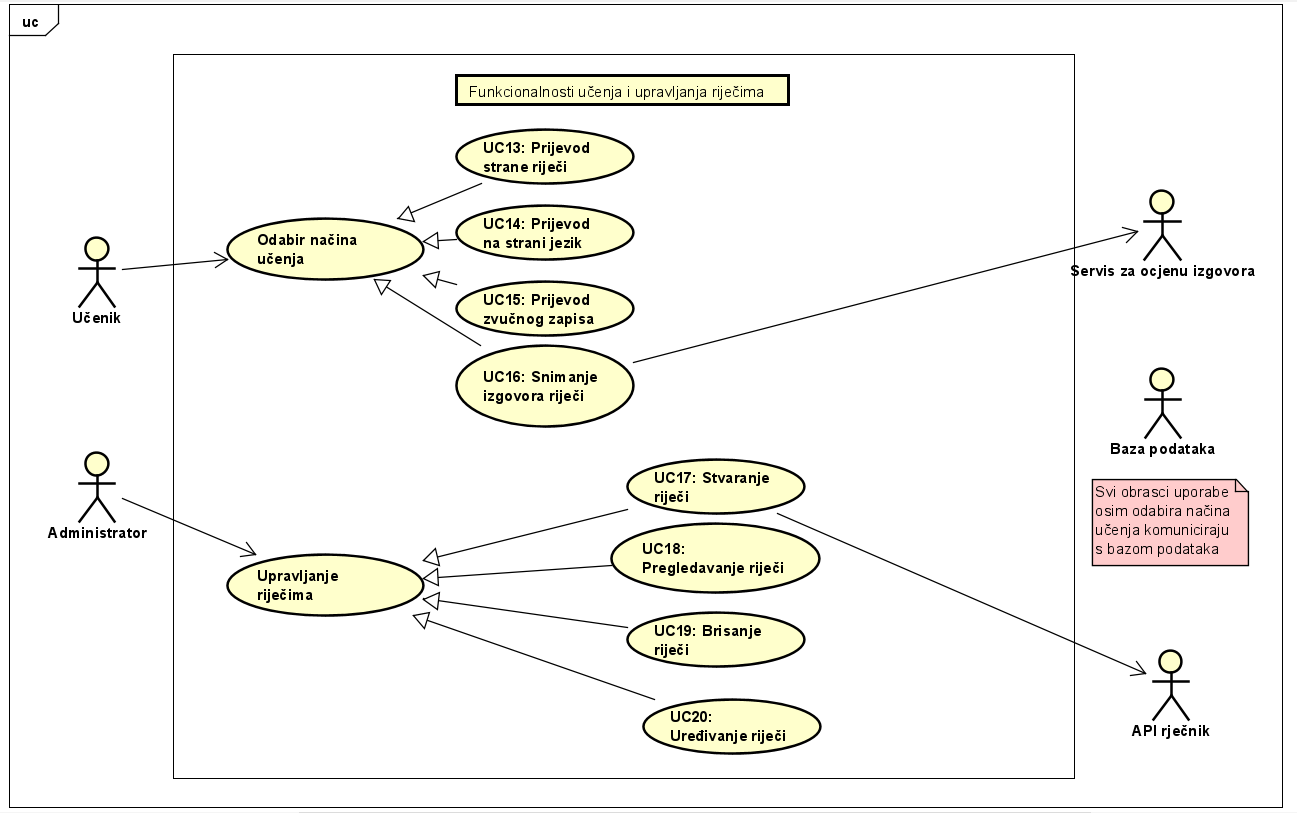 uc
Funkcionalnosti učenja i upravljanja riječima
UC13: Prijevod
strane riječi
UC14: Prijevod
na strani jezik
Odabir načina
učenja
UC15: Prijevod
zvučnog zapisa
UC16: Snimanje
izgovora riječi
Učenik
Servis za ocjenu izgovora
Baza podataka
Svi obrasci uporabe
osim odabira načina
učenja komuniciraju
s bazom podataka
Administrator
UC17: Stvaranje
riječi
UC18:
Pregledavanje riječi
Upravljanje
riječima
UC19: Brisanje
riječi
UC20:
Uređivanje riječi
API rječnik